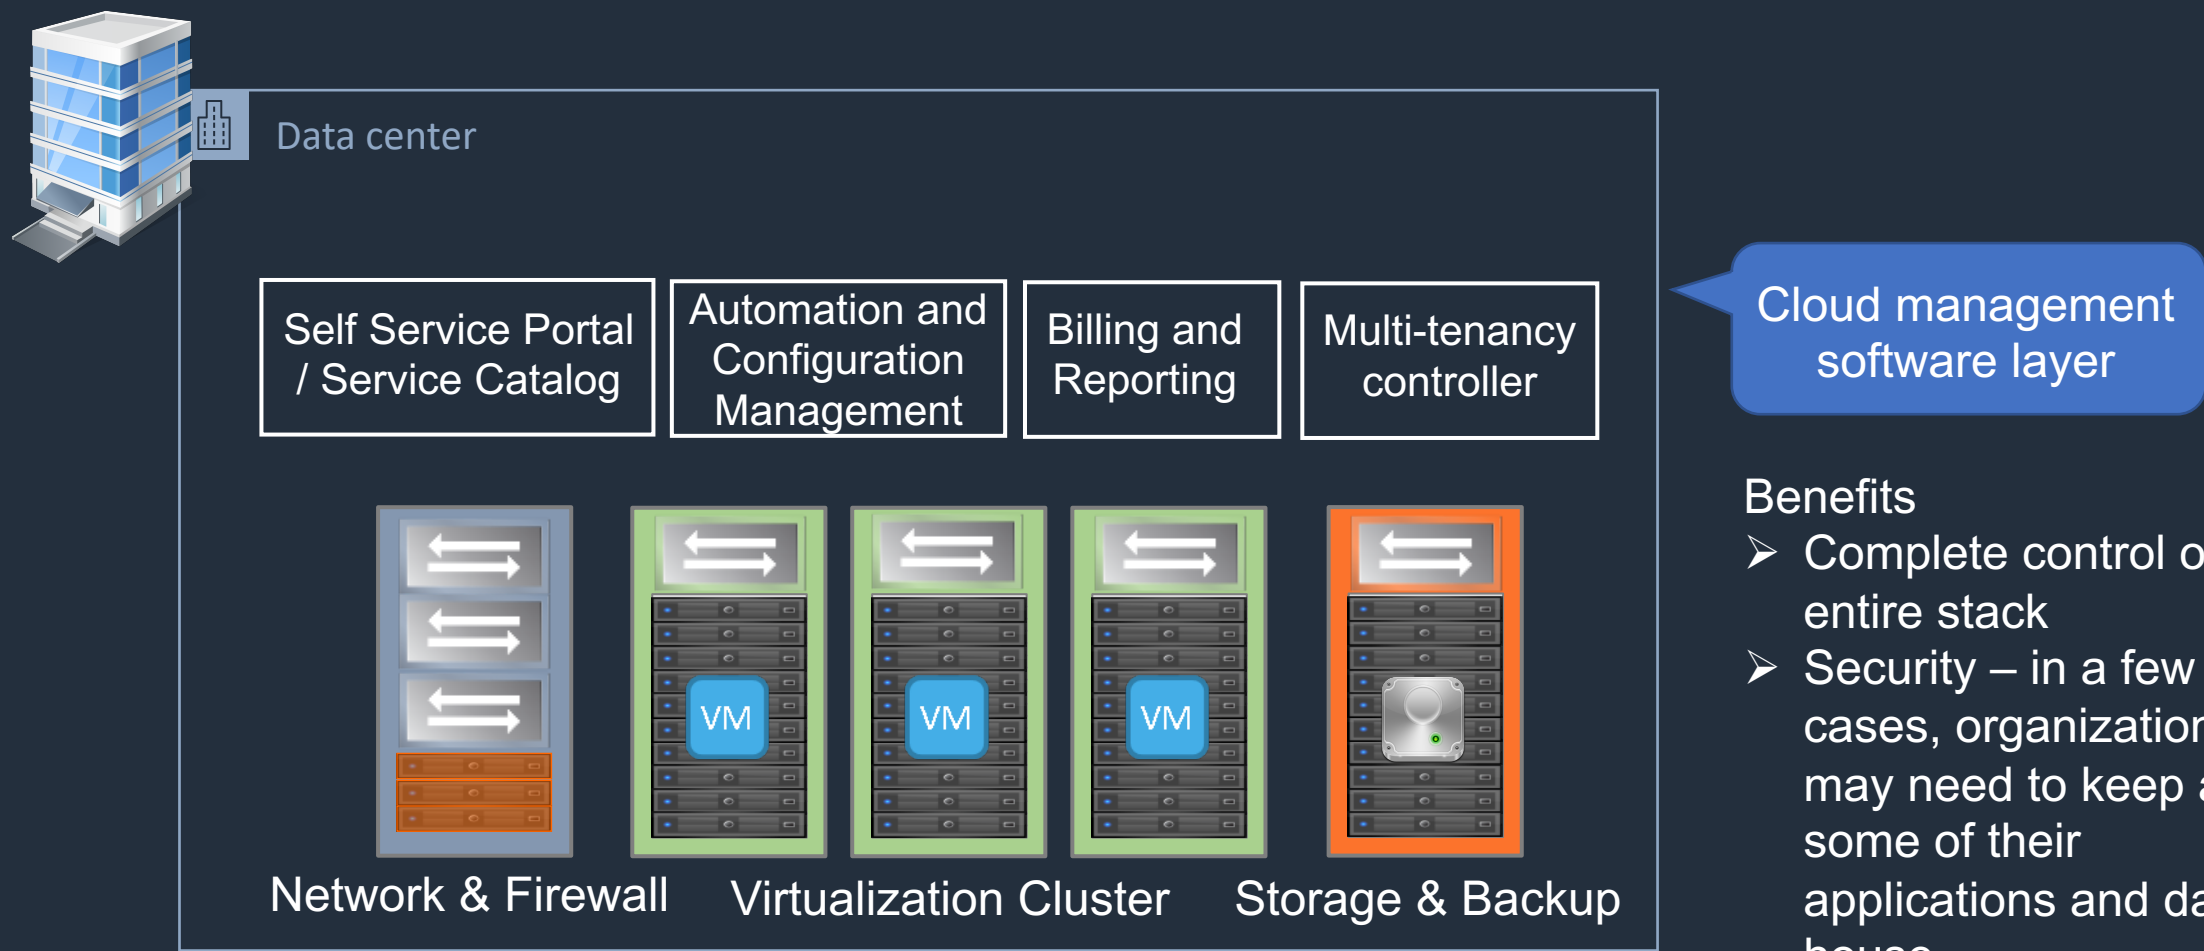 Data center
Self Service Portal
/ Service Catalog
Automation and
Configuration
Management
Billing and
Reporting
Multi-tenancy
controller
Cloud management
software layer
VM
VM
VM
Network & Firewall
Virtualization Cluster
Storage & Backup
Benefits
➢ Complete control
entire stack
➢ Security – in a few
cases,
may need to keep
some of their
applications and